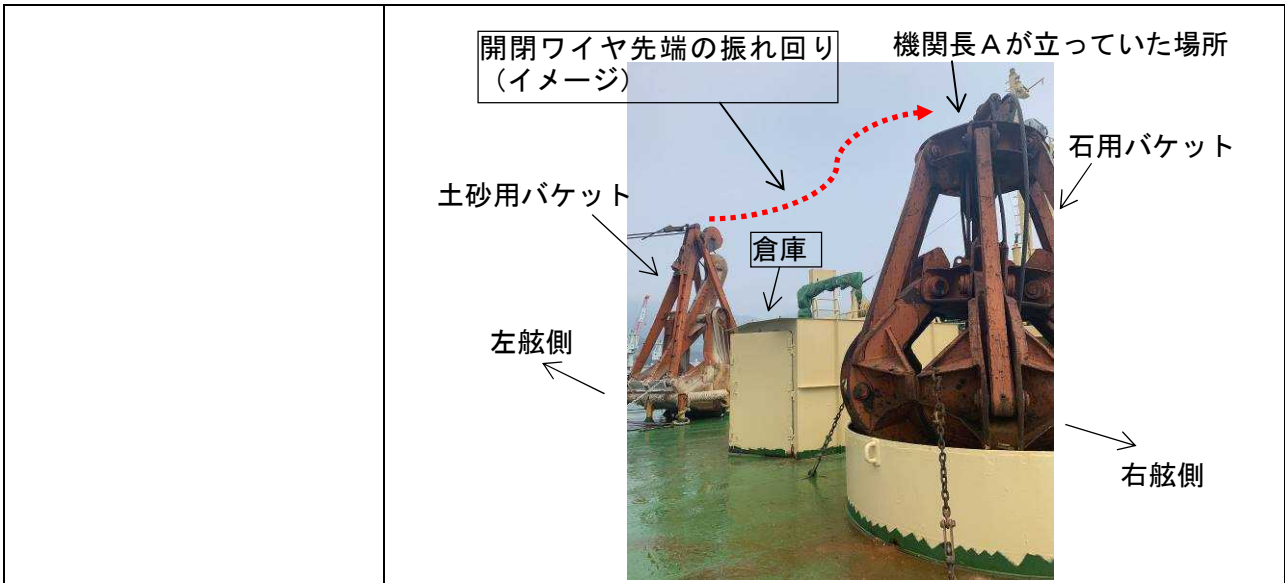 開閉ワイヤ先端の振れ回り
（イメージ）
機関長Ａが立っていた場所
石用バケット
土砂用バケット
倉庫
左舷側
右舷側